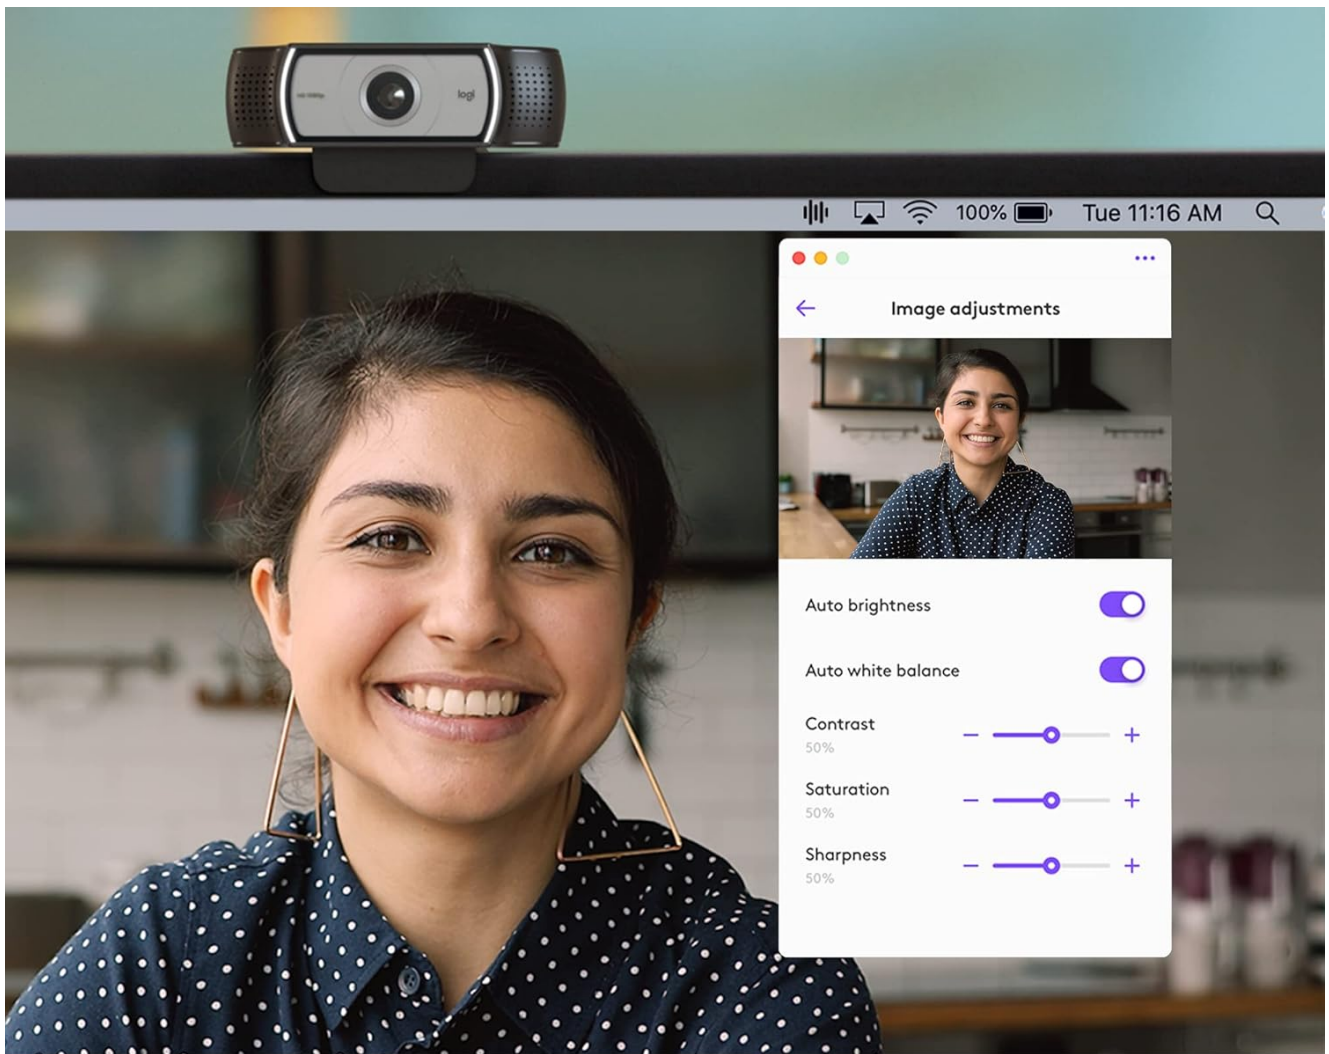 logi
100% Tue 11:16 AM
Image adjustments
Auto brightness
Auto white balance
Contrast
50%
Saturation
50%
Sharpness
50%